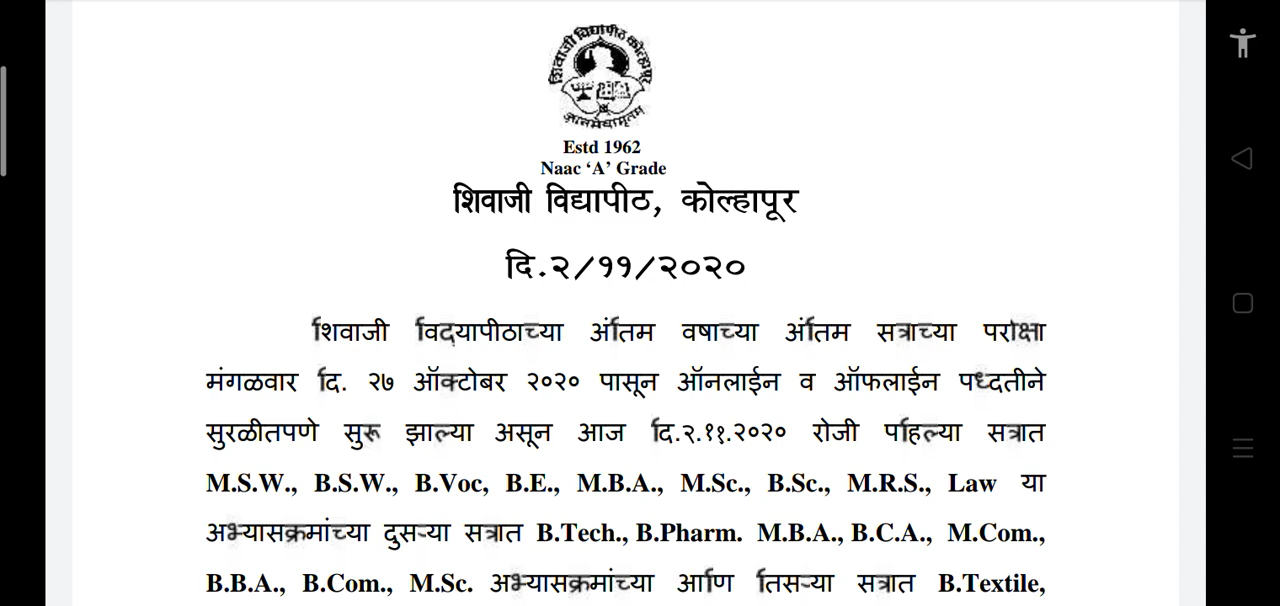 शिवाजी विद्यापीठ कोल्हापूर
ज्ञानमेवामृतम
Estd 1962
Naac ‘A’ Grade
शिवाजी विद्यापीठ, कोल्हापूर
दि.२/११/२०२०
शिवाजी विद्यापीठाच्या अंतिम वर्षाच्या अंतिम सत्राच्या परीक्षा
मंगळवार दि. २७ ऑक्टोबर २०२० पासून ऑनलाईन व ऑफलाईन पध्दतीने
सुरळीतपणे सुरू झाल्या असून आज दि.२.११.२०२० रोजी पहिल्या सत्रात
M.S.W., B.S.W., B.Voc, B.E., M.B.A., M.Sc., B.Sc., M.R.S., Law या
अभ्यासक्रमांच्या दुसऱ्या सत्रात B.Tech., B.Pharm. M.B.A., B.C.A., M.Com.,
B.B.A., B.Com., M.Sc. अभ्यासक्रमांच्या आणि तिसऱ्या सत्रात B.Textile,